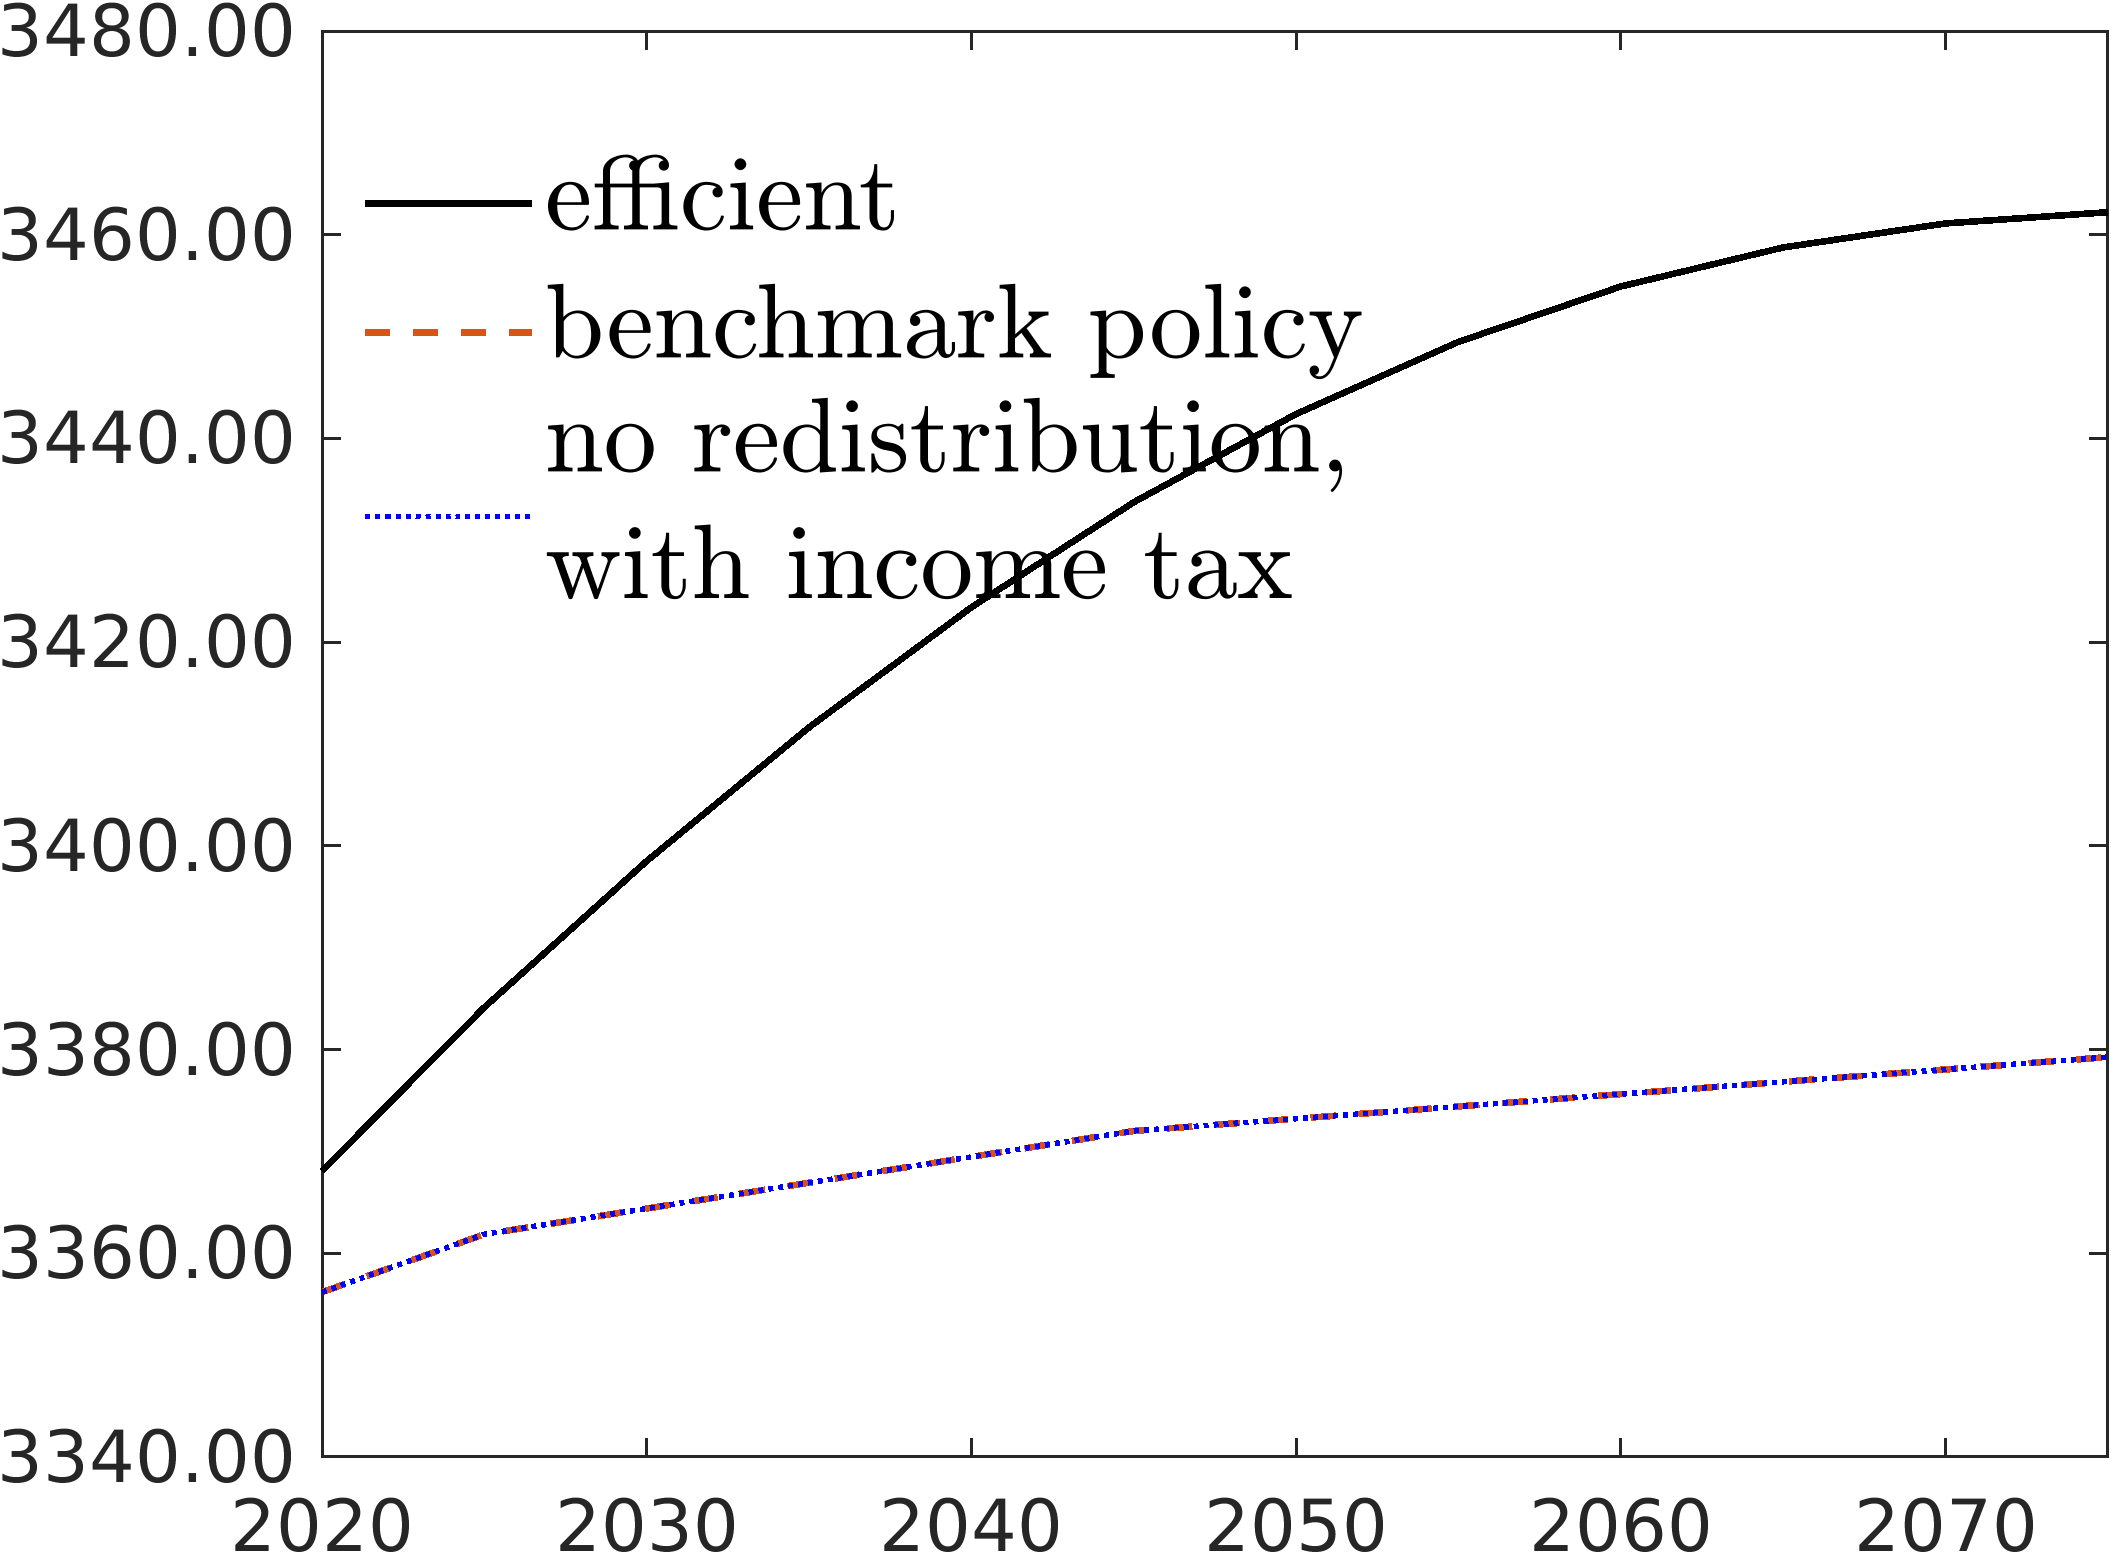 3480.00
3460.00
3440.00
3420.00
3400.00
3380.00
3360.00
3340.00
efficient
benchmark policy
no redistribution,
with income tax
2020 2030 2040 2050 2060 2070